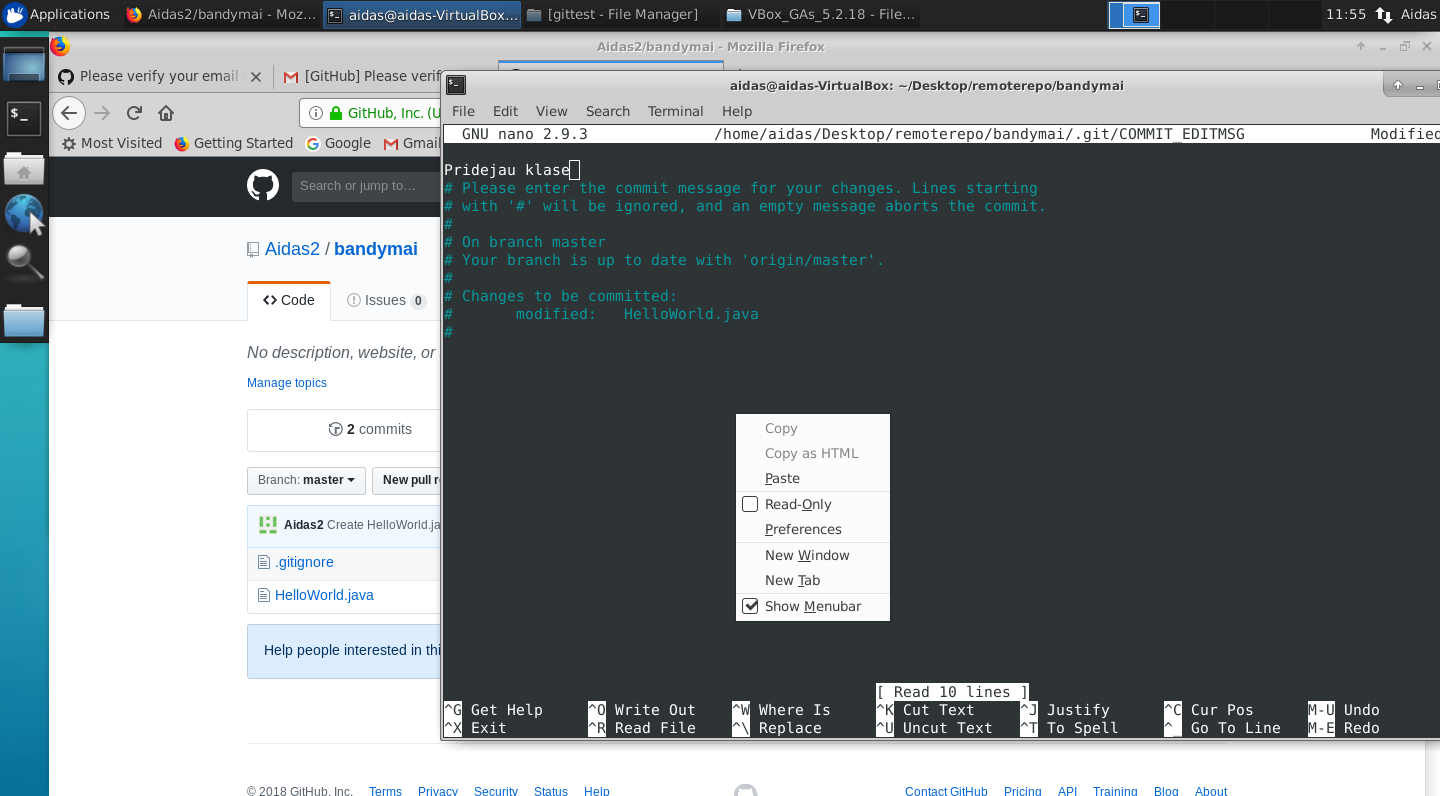 Applications
Aidas2/bandymai - Moz...
aidas@aidas-VirtualBox...
[gittest - File Manager]
VBox_GAs_5.2.18 - File...
11:55
Aidas
Aidas2/bandymai - Mozilla Firefox
Please verify your email
[GitHub] Please verif
GitHub, Inc. (U
Most Visited
Getting Started
Google
Gmail
Search or jump to…
Aidas2 / bandymai
Code
Issues 0
No description, website, or
Manage topics
2 commits
Branch: master
New pull r
Aidas2 Create HelloWorld.ja
.gitignore
HelloWorld.java
Help people interested in thi
© 2018 GitHub, Inc. Terms Privacy Security Status Help
Contact GitHub Pricing API Training Blog About
aidas@aidas-VirtualBox: ~/Desktop/remoterepo/bandymai
File Edit View Search Terminal Help
GNU nano 2.9.3 /home/aidas/Desktop/remoterepo/bandymai/.git/COMMIT_EDITMSG Modified
Pridejau klase
# Please enter the commit message for your changes. Lines starting
# with '#' will be ignored, and an empty message aborts the commit.
#
# On branch master
# Your branch is up to date with 'origin/master'.
#
# Changes to be committed:
# modified: HelloWorld.java
#
Copy
Copy as HTML
Paste
Read-Only
Preferences
New Window
New Tab
Show Menubar
[ Read 10 lines ]
^G Get Help ^O Write Out ^W Where Is ^K Cut Text ^J Justify ^C Cur Pos M-U Undo
^X Exit ^R Read File ^\ Replace ^U Uncut Text ^T To Spell ^_ Go To Line M-E Redo